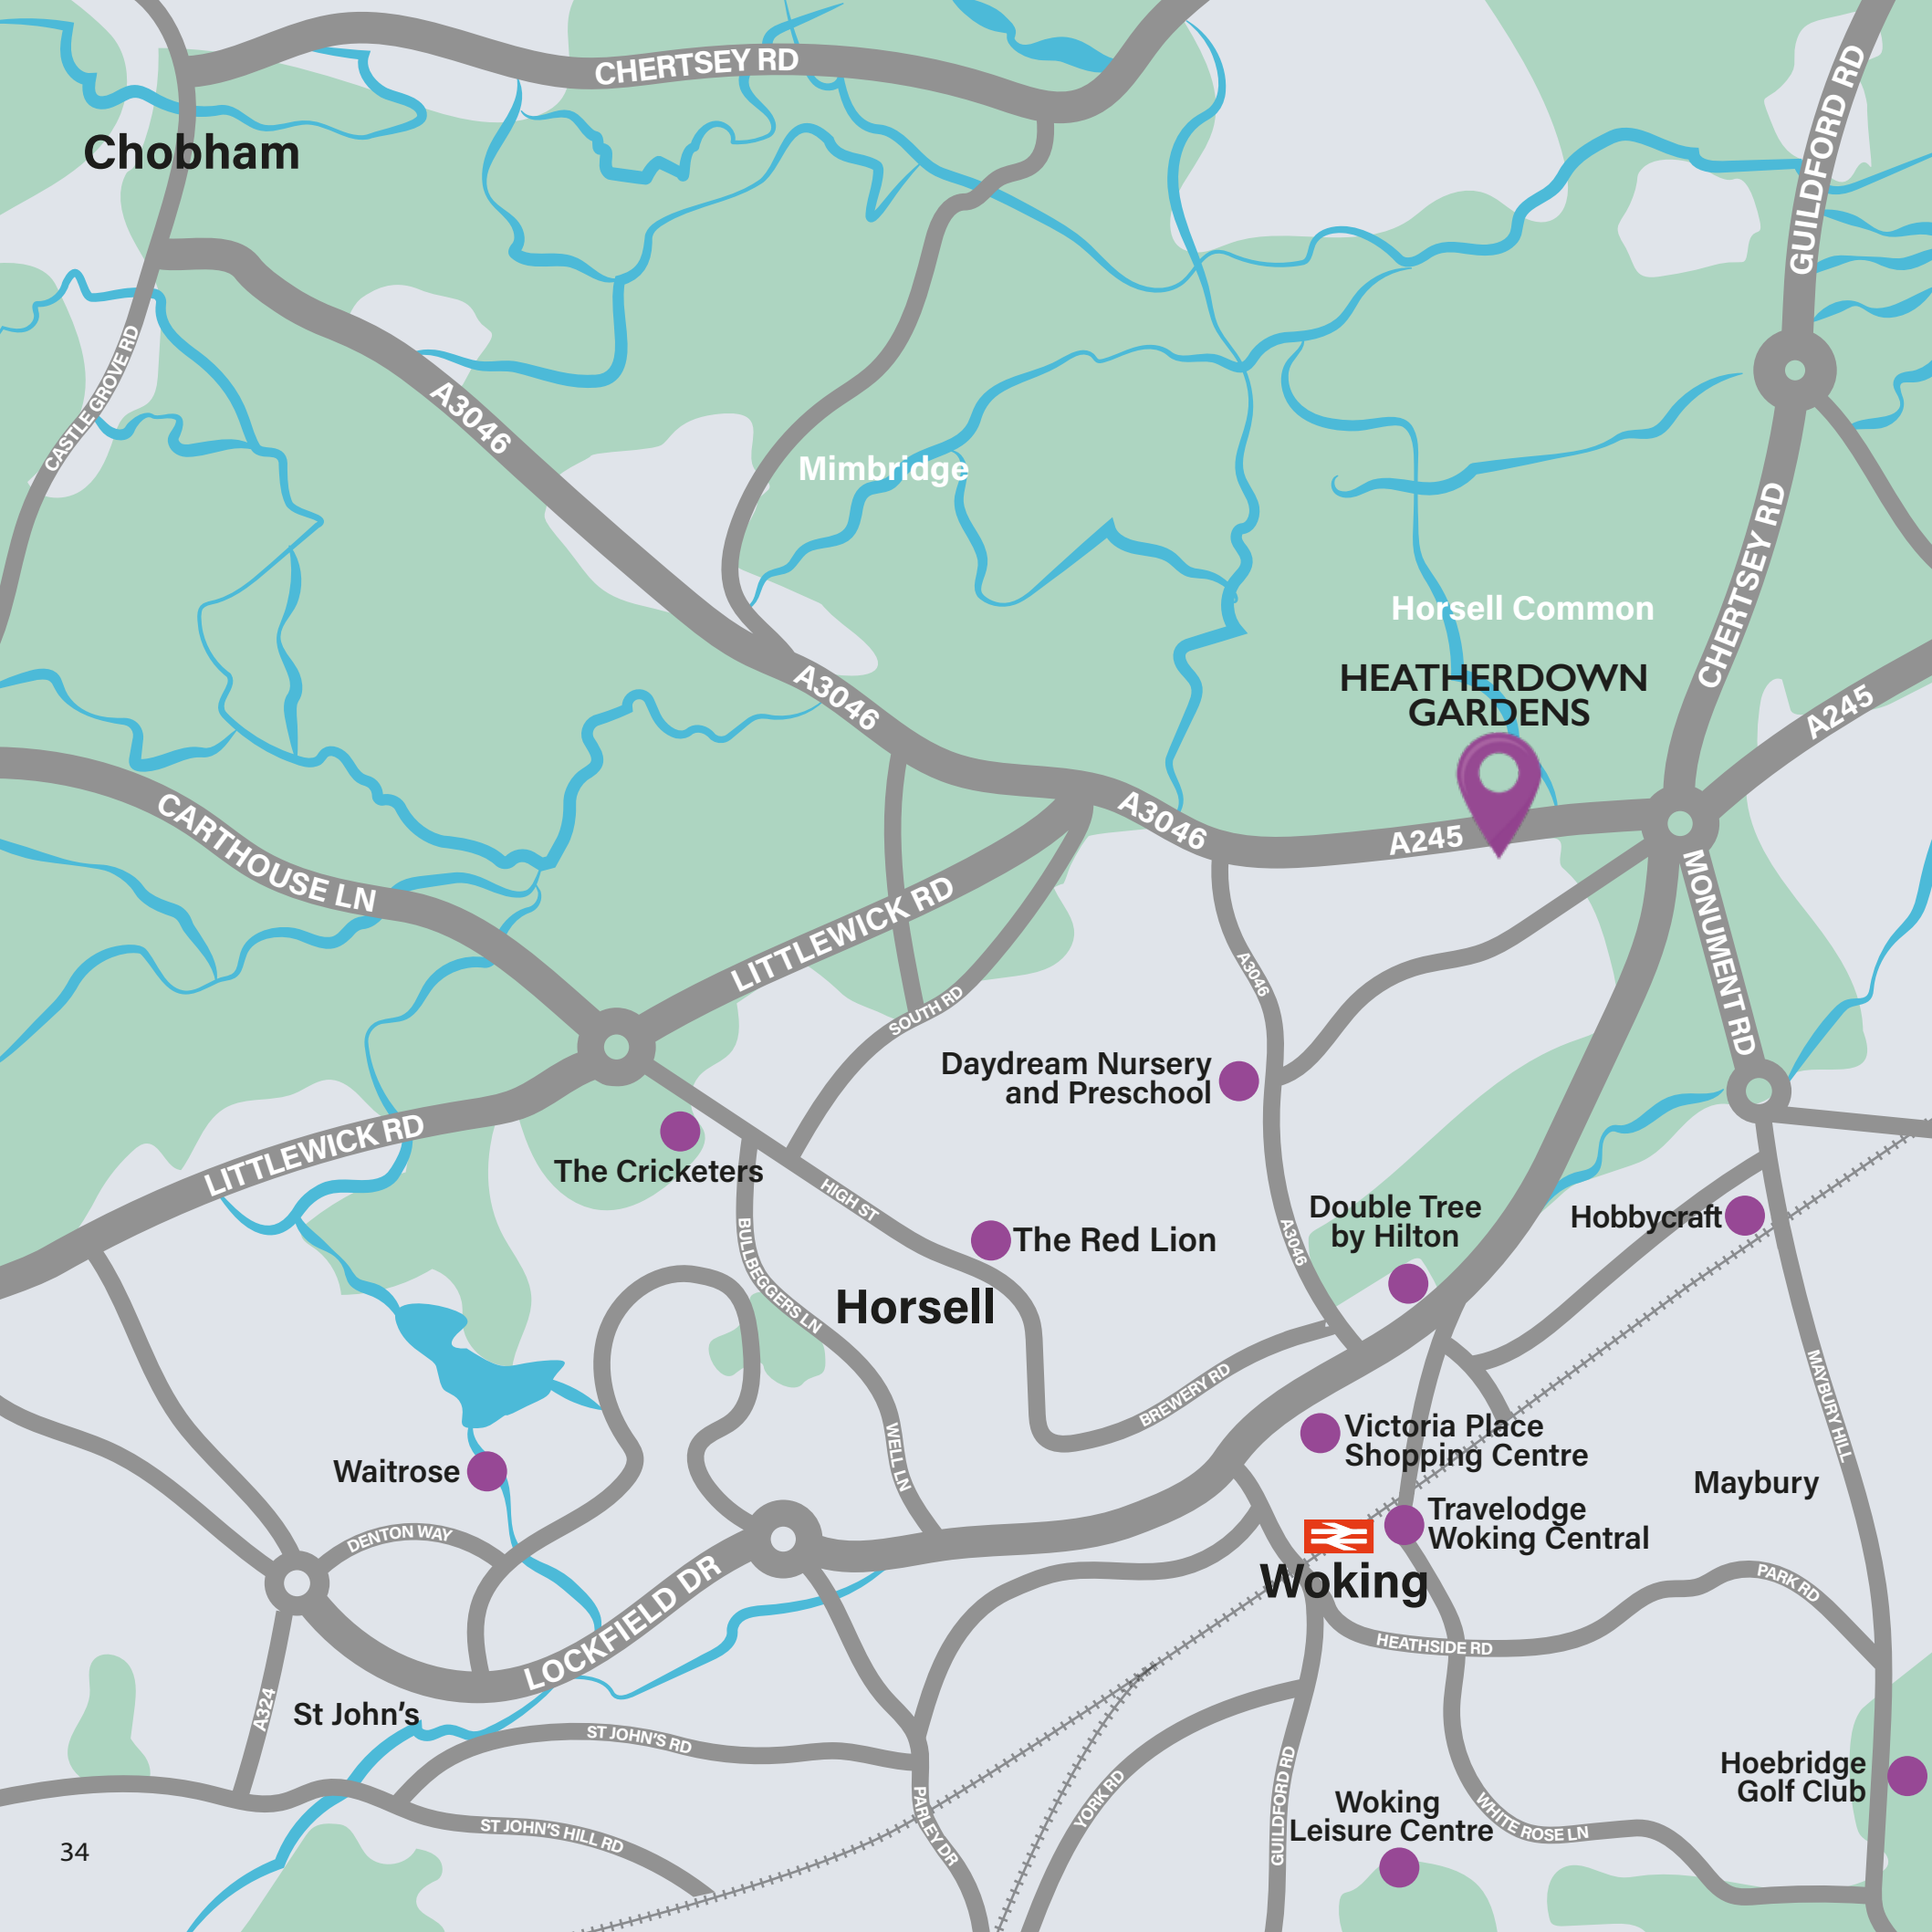 CHERTSEY RD
GUILDFORD RD
Chobham
CASTLE GROVE RD
A3046
Mimbridge
CHERTSEY RD
Horsell Common
HEATHERDOWN
GARDENS
A3046
A245
A3046
A245
CARTHOUSE LN
LITTLEWICK RD
MONUMENT RD
A3046
SOUTH RD
Daydream Nursery
and Preschool
LITTLEWICK RD
The Cricketers
HIGH ST
BULLBEGGERS LN
The Red Lion
A3046
Double Tree
by Hilton
Hobbycraft
Horsell
BREWERY RD
MAYBURY HILL
WELL LN
Victoria Place
Shopping Centre
Waitrose
Maybury
Travelodge
Woking Central
DENTON WAY
Woking
LOCKFIELD DR
PARK RD
HEATHSIDE RD
A324
St John’s
ST JOHN’S RD
Hoebridge
Golf Club
YORK RD
GUILDFORD RD
PARLEY DR
Woking
Leisure Centre
WHITE ROSE LN
ST JOHN’S HILL RD
34